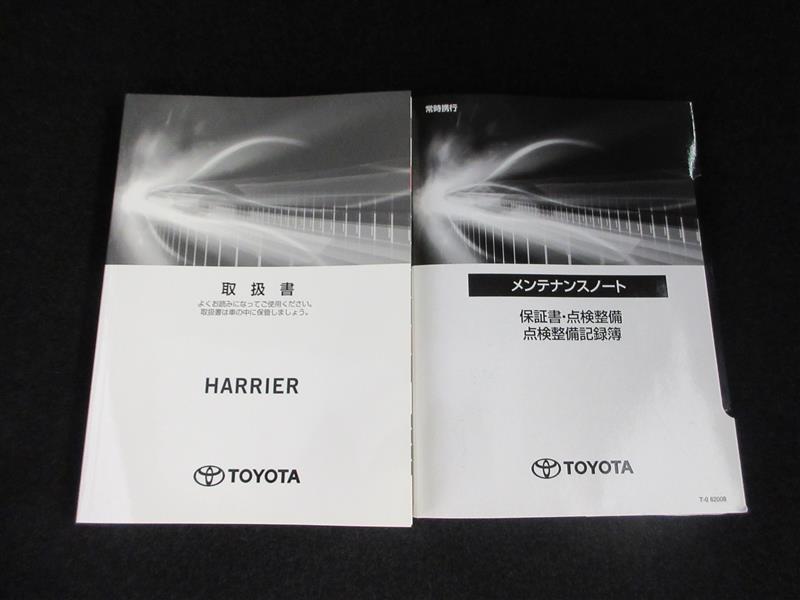 取扱書
よくお読みになってご使用ください。
取扱書は車の中に保管しましょう。
HARRIER
TOYOTA
常時携行
メンテナンスノート
保証書・点検整備
点検整備記録簿
TOYOTA
T-0 62008